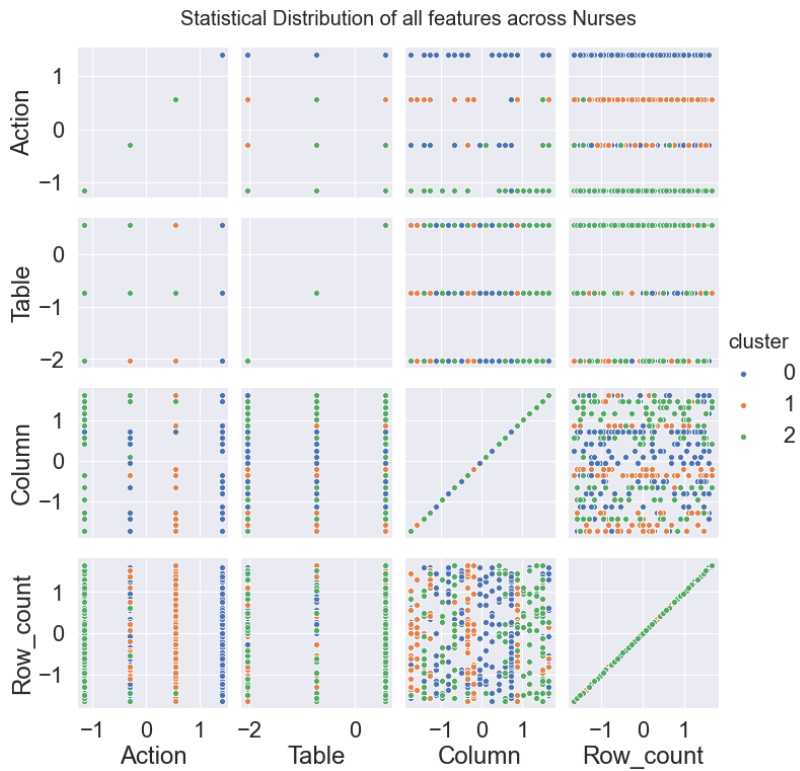 Statistical Distribution of all features across Nurses
Action
1
0
−1
Table
0
−1
−2
cluster
0
1
2
Column
1
0
−1
Row_count
1
0
−1
−1 0 1 −2 0 −1 0 1 −1 0 1
Action Table Column Row_count